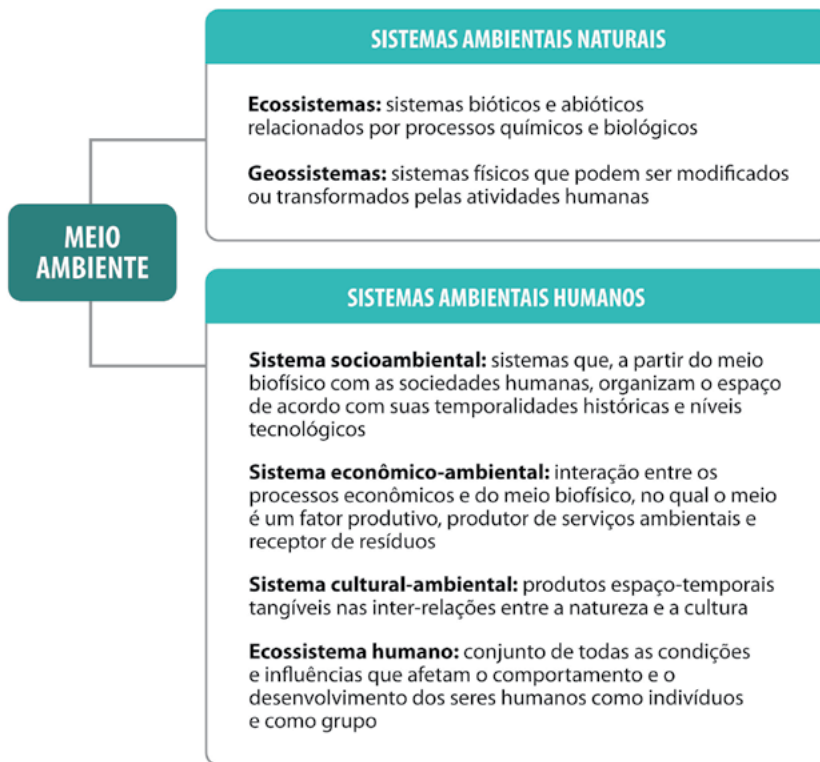 SISTEMAS AMBIENTAIS NATURAIS
Ecossistemas: sistemas bióticos e abióticos
relacionados por processos químicos e biológicos
Geossistemas: sistemas físicos que podem ser modificados
ou transformados pelas atividades humanas
MEIO
AMBIENTE
SISTEMAS AMBIENTAIS HUMANOS
Sistema socioambiental: sistemas que, a partir do meio
biofísico com as sociedades humanas, organizam o espaço
de acordo com suas temporalidades históricas e níveis
tecnológicos
Sistema econômico-ambiental: interação entre os
processos econômicos e do meio biofísico, no qual o meio
é um fator produtivo, produtor de serviços ambientais e
receptor de resíduos
Sistema cultural-ambiental: produtos espaço-temporais
tangíveis nas inter-relações entre a natureza e a cultura
Ecossistema humano: conjunto de todas as condições
e influências que afetam o comportamento e o
desenvolvimento dos seres humanos como indivíduos
e como grupo